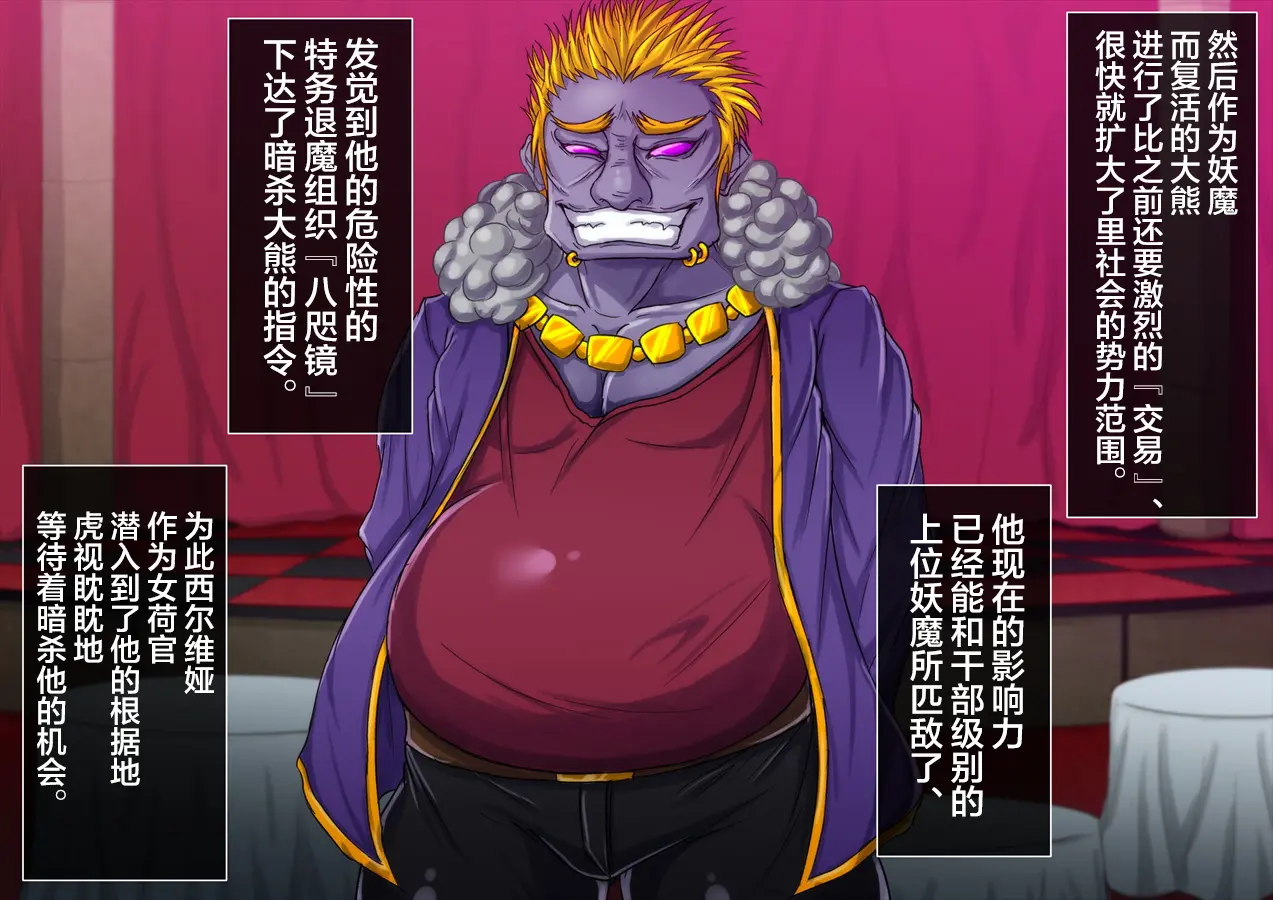 然后作为妖魔
而复活的大熊
进行了比之前还要激烈的『交易』、
很快就扩大了里社会的势力范围。
他现在的影响力
已经能和干部级别的
上位妖魔所匹敌了、
发觉到他的危险性的
特务退魔组织『八咫镜』
下达了暗杀大熊的指令。
为此西尔维娅
作为女荷官
潜入到了他的根据地
虎视眈眈地
等待着暗杀他的机会。